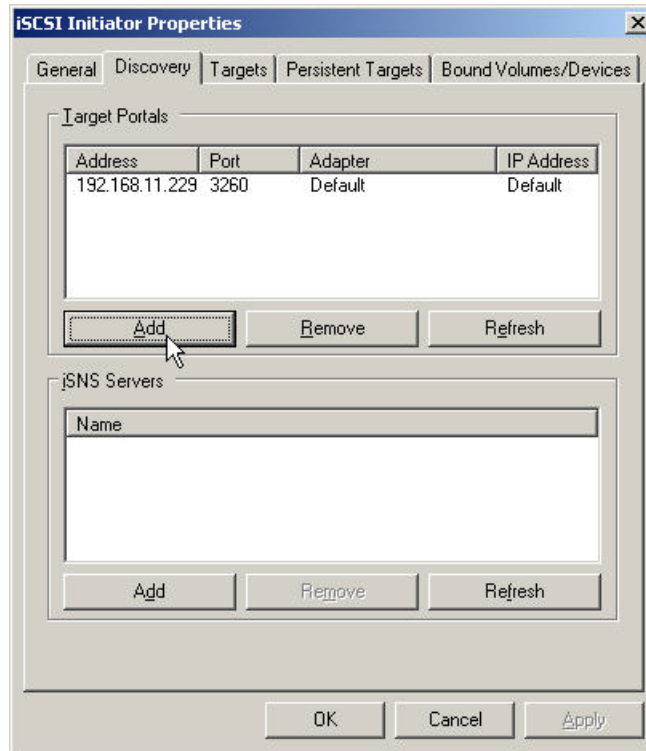 iSCSI Initiator Properties
General Discovery Targets Persistent Targets Bound Volumes/Devices
Target Portals
Address Port Adapter IP Address
192.168.11.229 3260 Default Default
Add Remove Refresh
iSNS Servers
Name
Add Remove Refresh
OK Cancel Apply